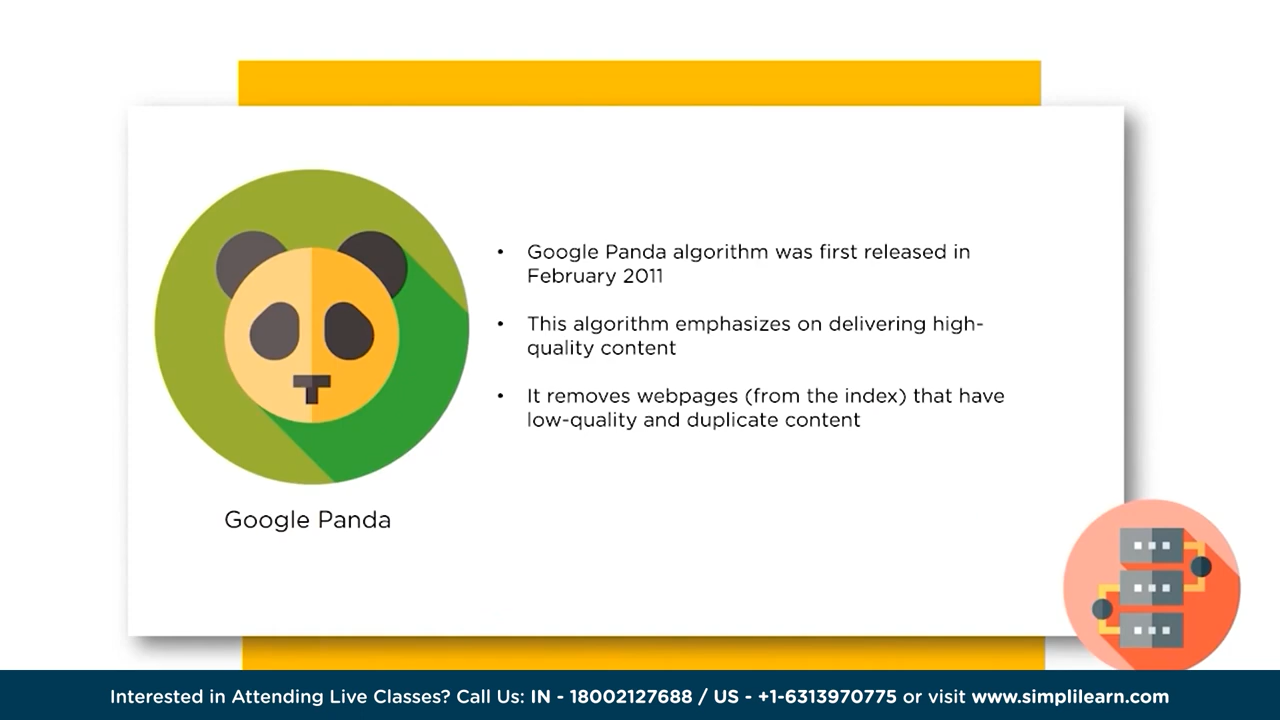 • Google Panda algorithm was first released in
February 2011
• This algorithm emphasizes on delivering high-
quality content
• It removes webpages (from the index) that have
low-quality and duplicate content
Google Panda
Interested in Attending Live Classes? Call Us: IN - 18002127688 / US - +1-6313970775 or visit www.simplilearn.com